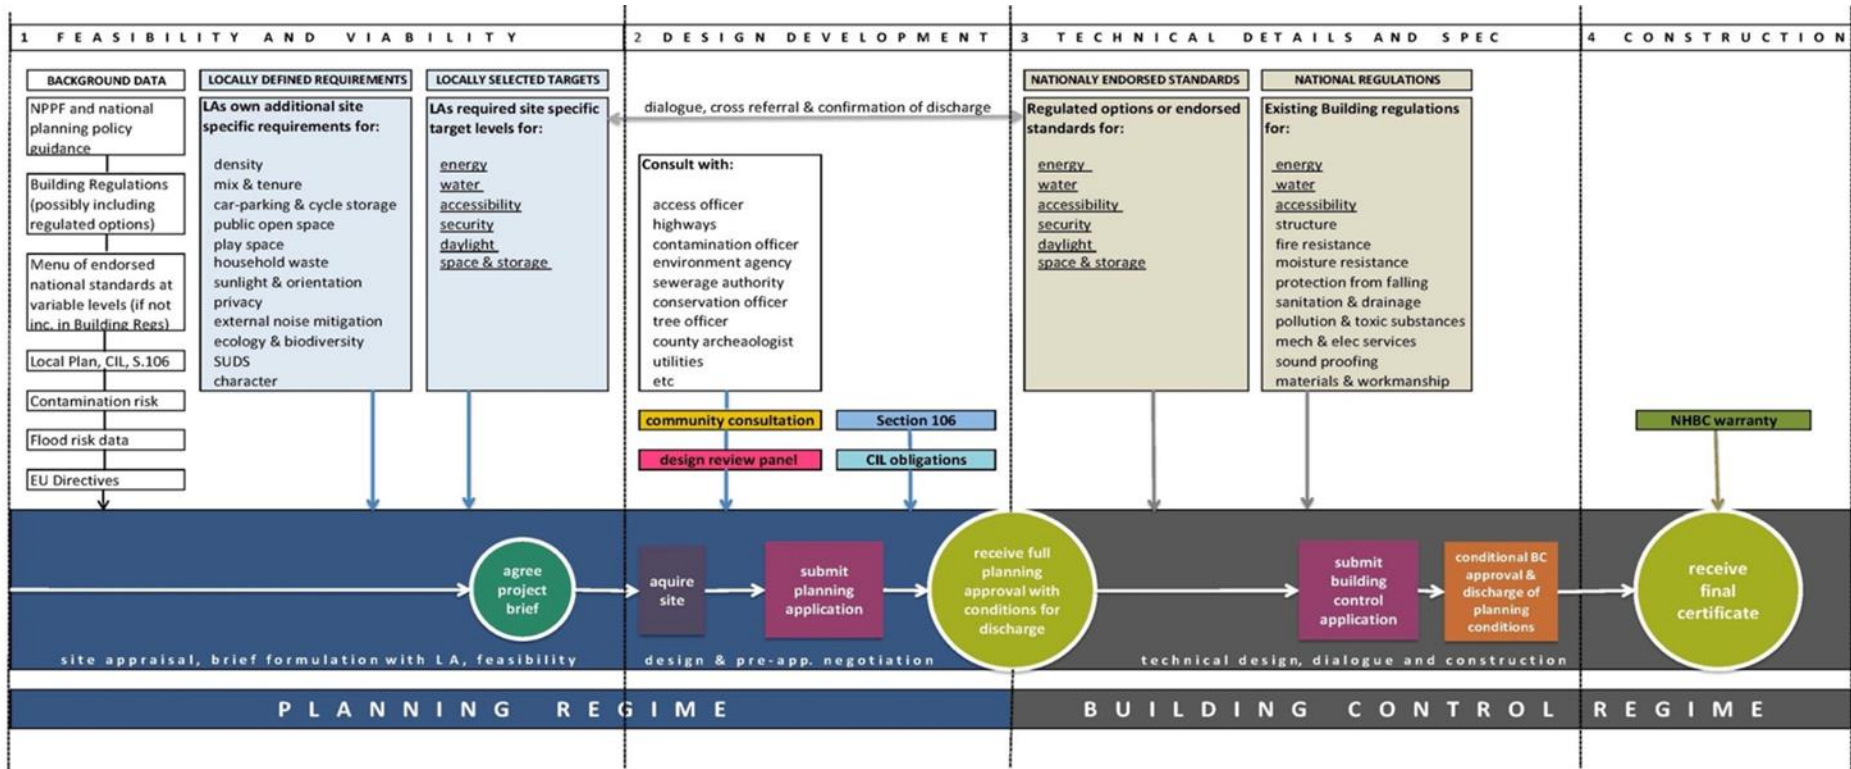 1 FEASIBILITY AND VIABILITY
2 DESIGN DEVELOPMENT
3 TECHNICAL DETAILS AND SPEC
4 CONSTRUCTION
BACKGROUND DATA
NPPF and national
planning policy
guidance
Building Regulations
(possibly including
regulated options)
Menu of endorsed
national standards at
variable levels (if not
inc. in Building Regs)
Local Plan, CIL, S.106
Contamination risk
Flood risk data
EU Directives
LOCALLY DEFINED REQUIREMENTS
LAs own additional site
specific requirements for:
density
mix & tenure
car-parking & cycle storage
public open space
play space
household waste
sunlight & orientation
privacy
external noise mitigation
ecology & biodiversity
SUDS
character
LOCALLY SELECTED TARGETS
LAs required site specific
target levels for:
energy
water
accessibility
security
daylight
space & storage
dialogue, cross referral & confirmation of discharge
Consult with:
access officer
highways
contamination officer
environment agency
sewerage authority
conservation officer
tree officer
county archeaologist
utilities
etc
community consultation
design review panel
Section 106
CIL obligations
NATIONALY ENDORSED STANDARDS
Regulated options or endorsed
standards for:
energy
water
accessibility
security
daylight
space & storage
NATIONAL REGULATIONS
Existing Building regulations
for:
energy
water
accessibility
structure
fire resistance
moisture resistance
protection from falling
sanitation & drainage
pollution & toxic substances
mech & elec services
sound proofing
materials & workmanship
NHBC warranty
agree
project
brief
aquire
site
submit
planning
application
receive full
planning
approval with
conditions for
discharge
submit
building
control
application
conditional BC
approval &
discharge of
planning
conditions
receive
final
certificate
site appraisal, brief formulation with LA, feasibility
design & pre-app. negotiation
technical design, dialogue and construction
PLANNING REGIME
BUILDING CONTROL REGIME